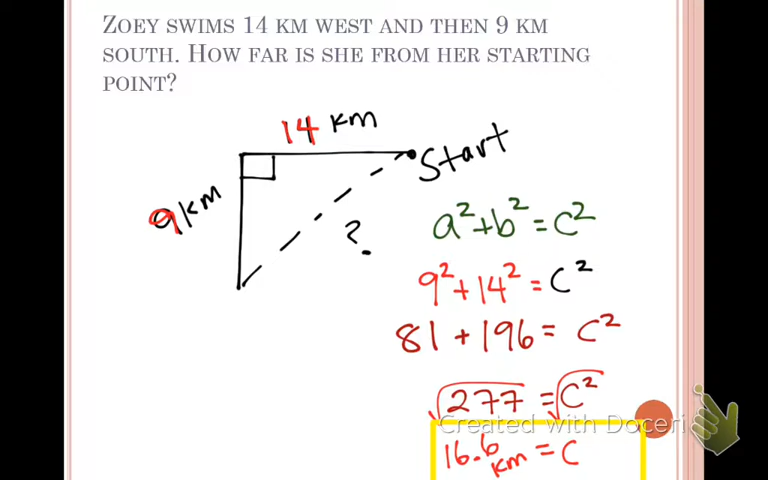 ZOEY SWIMS 14 KM WEST AND THEN 9 KM
SOUTH. HOW FAR IS SHE FROM HER STARTING
POINT?
14 km
Start
9 km
?
a² + b² = c²
9² + 14² = c²
81 + 196 = c²
√277 = √c²
Created with Doceri
16.6 km = c